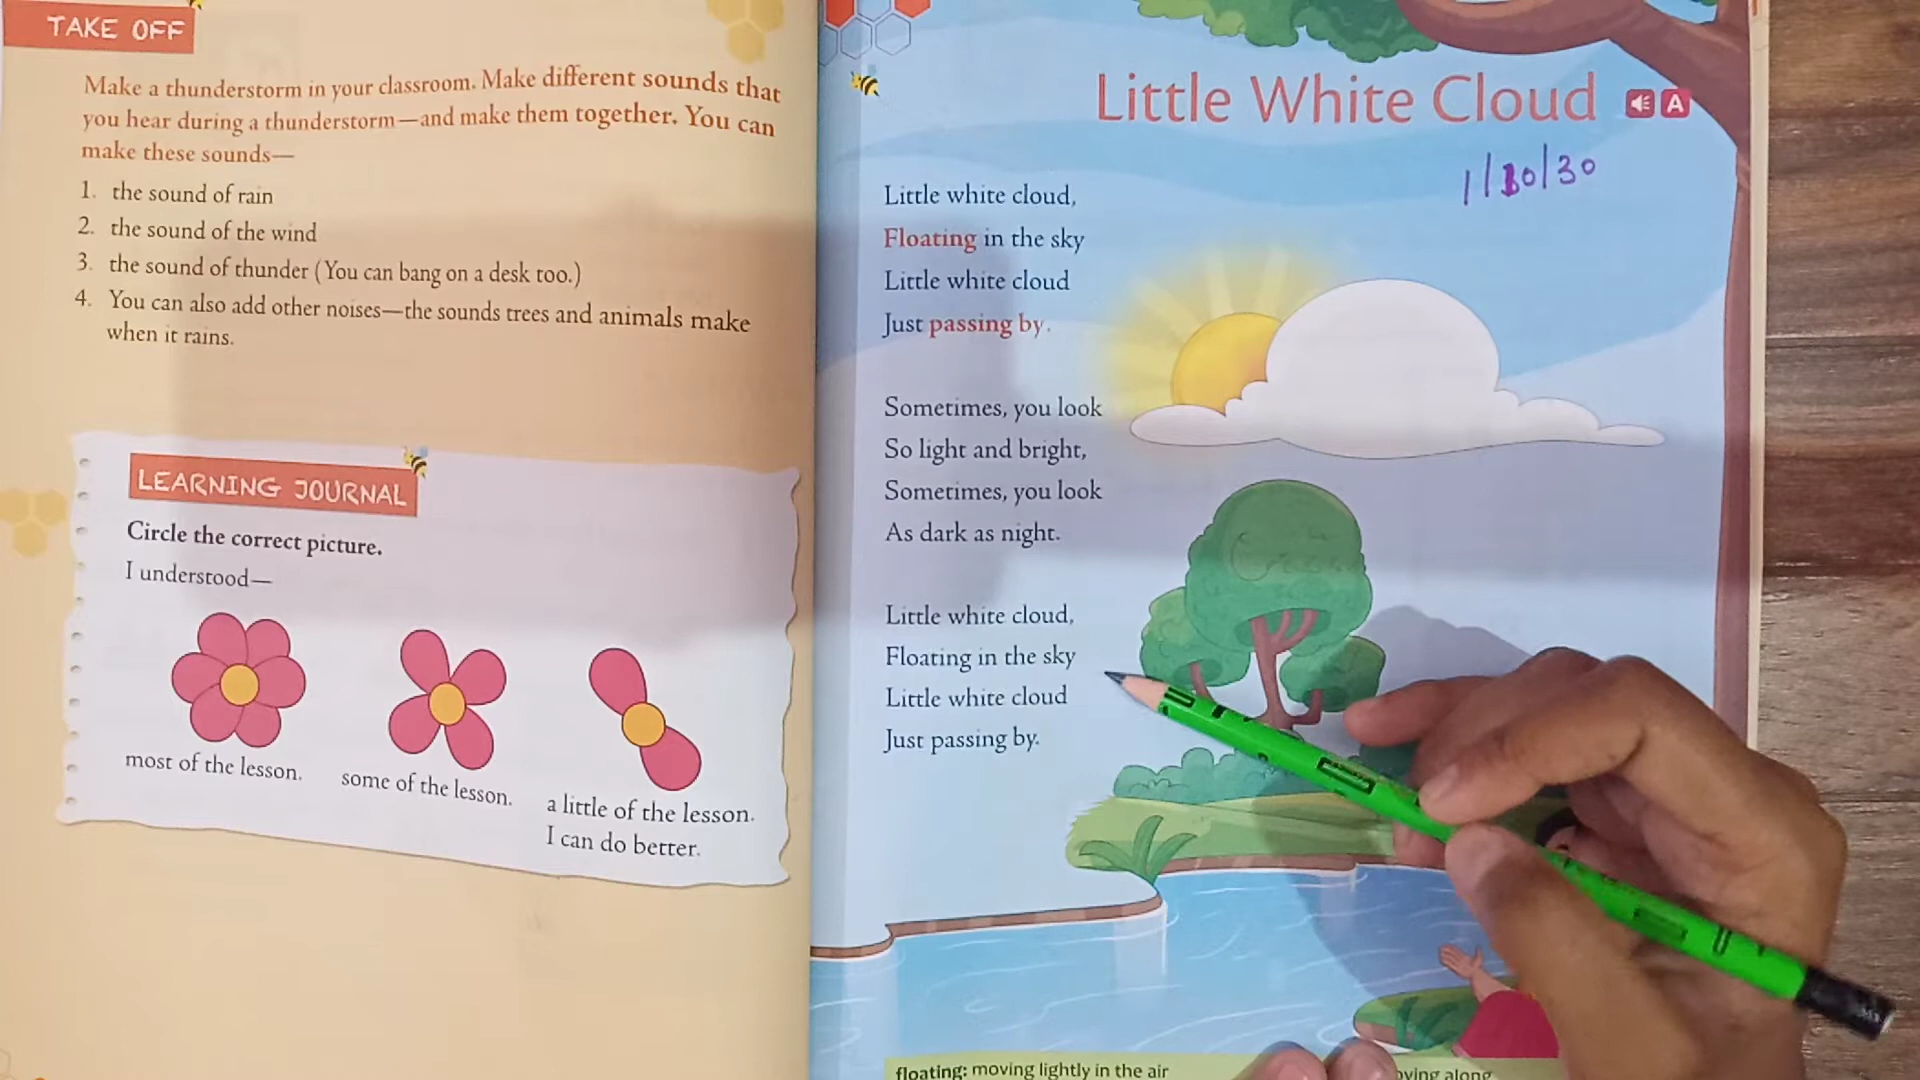 TAKE OFF
Make a thunderstorm in your classroom. Make different sounds that
you hear during a thunderstorm—and make them together. You can
make these sounds—
1. the sound of rain
2. the sound of the wind
3. the sound of thunder (You can bang on a desk too.)
4. You can also add other noises—the sounds trees and animals make
when it rains.
LEARNING JOURNAL
Circle the correct picture.
I understood—
most of the lesson.
some of the lesson.
a little of the lesson.
I can do better.
Little White Cloud
A
Little white cloud,
Floating in the sky
Little white cloud
Just passing by.
Sometimes, you look
So light and bright,
Sometimes, you look
As dark as night.
Little white cloud,
Floating in the sky
Little white cloud
Just passing by.
floating: moving lightly in the air
along